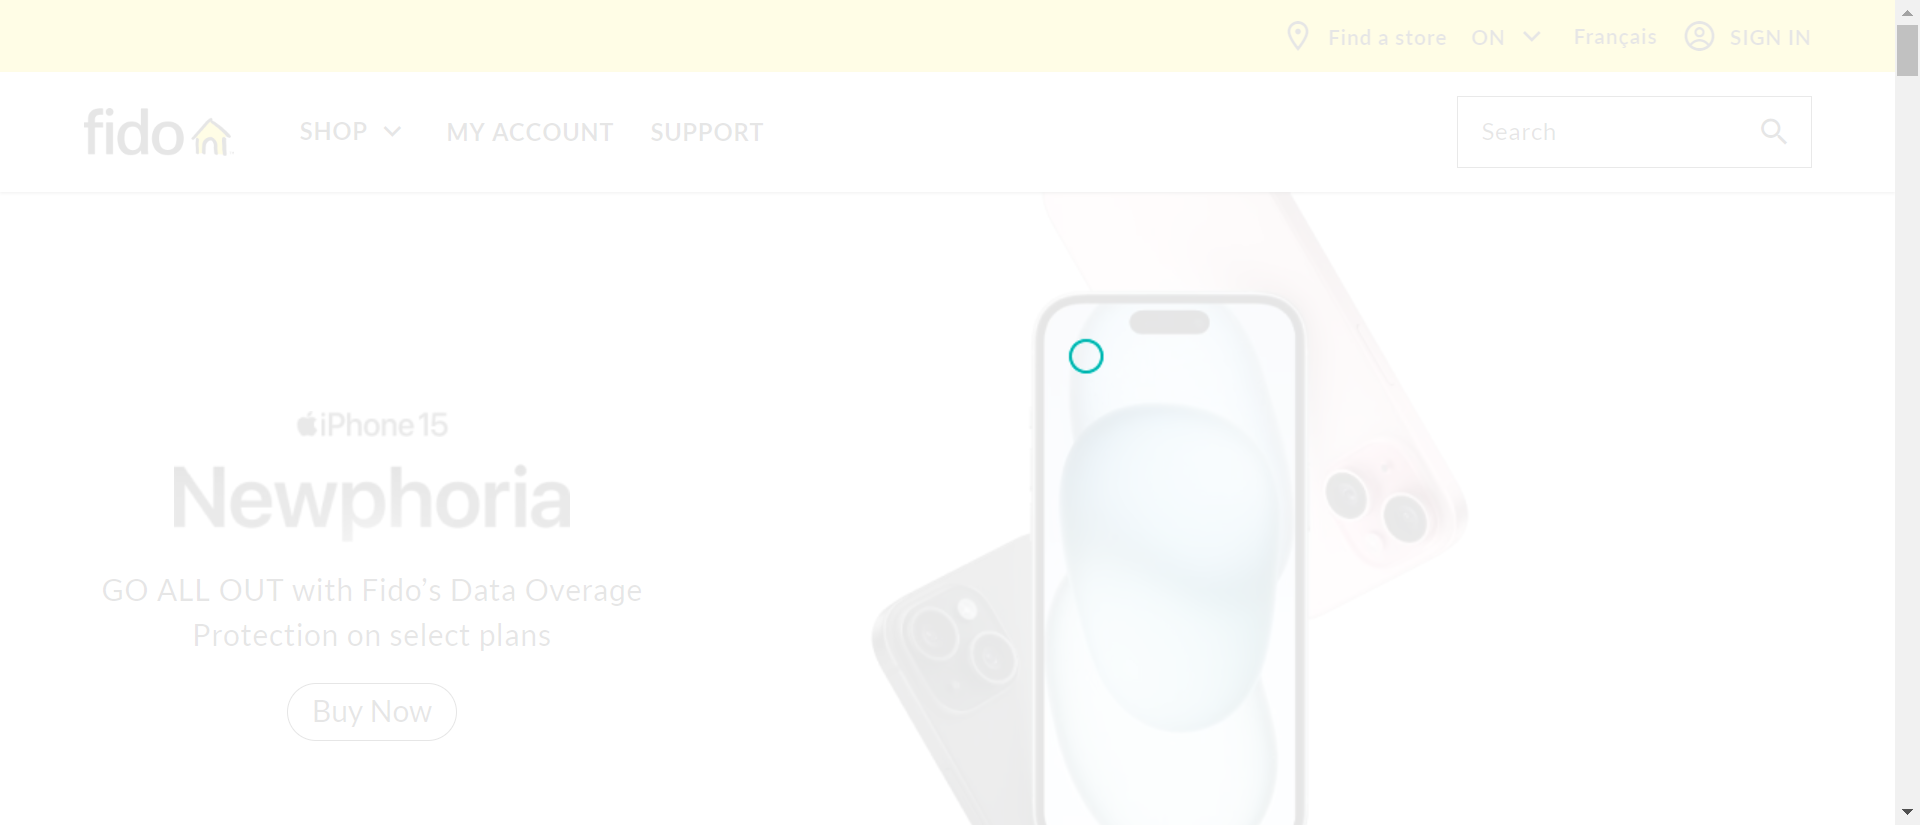 Find a store
ON
Français
SIGN IN
fido
SHOP
MY ACCOUNT
SUPPORT
Search
iPhone 15
Newphoria
GO ALL OUT with Fido’s Data Overage
Protection on select plans
Buy Now